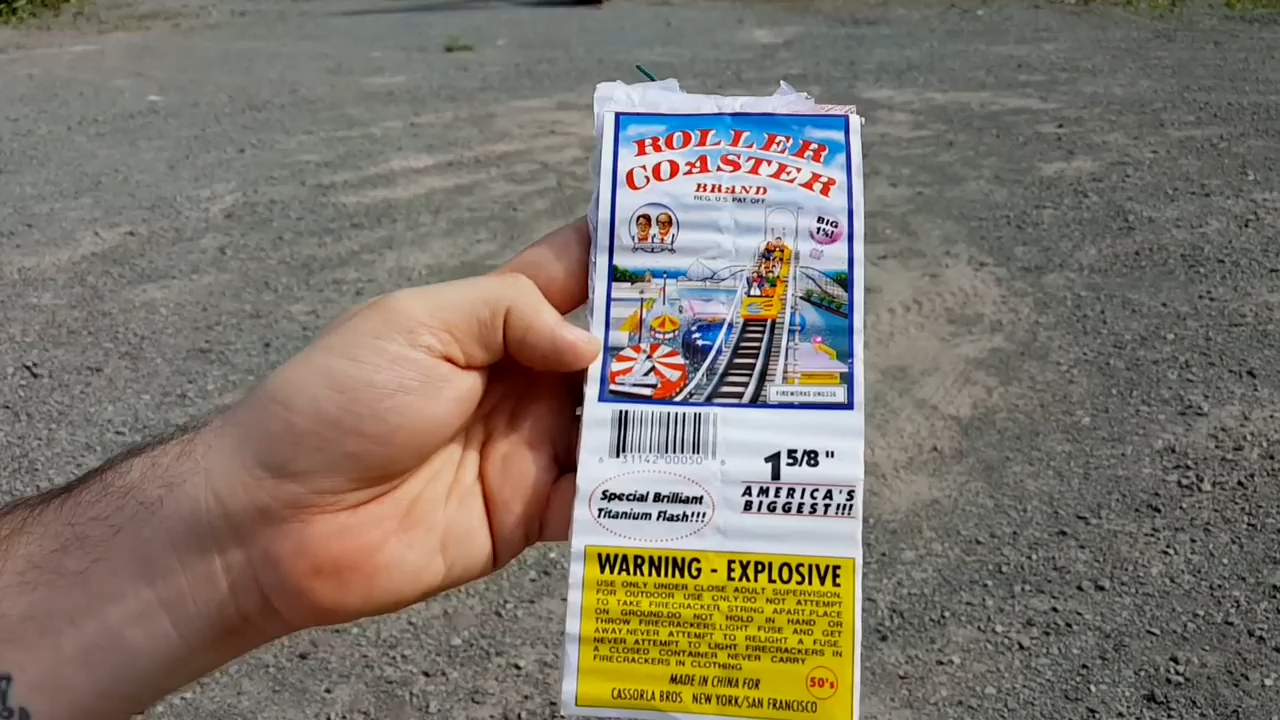 ROLLER
COASTER
BRAND
REG. U.S. PAT. OFF
BIG
1⅝!
FIREWORKS UN0336
6 31142 00050 6
1 5/8"
AMERICA'S
BIGGEST!!!
Special Brilliant
Titanium Flash!!!
WARNING - EXPLOSIVE
USE ONLY UNDER CLOSE ADULT SUPERVISION.
FOR OUTDOOR USE ONLY.DO NOT ATTEMPT
TO TAKE FIRECRACKER STRING APART.PLACE
ON GROUND.DO NOT HOLD IN HAND OR
THROW FIRECRACKERS.LIGHT FUSE AND GET
AWAY.NEVER ATTEMPT TO RELIGHT A FUSE.
NEVER ATTEMPT TO LIGHT FIRECRACKERS IN
A CLOSED CONTAINER NEVER CARRY
FIRECRACKERS IN CLOTHING
MADE IN CHINA FOR
CASSORLA BROS. NEW YORK/SAN FRANCISCO
50's